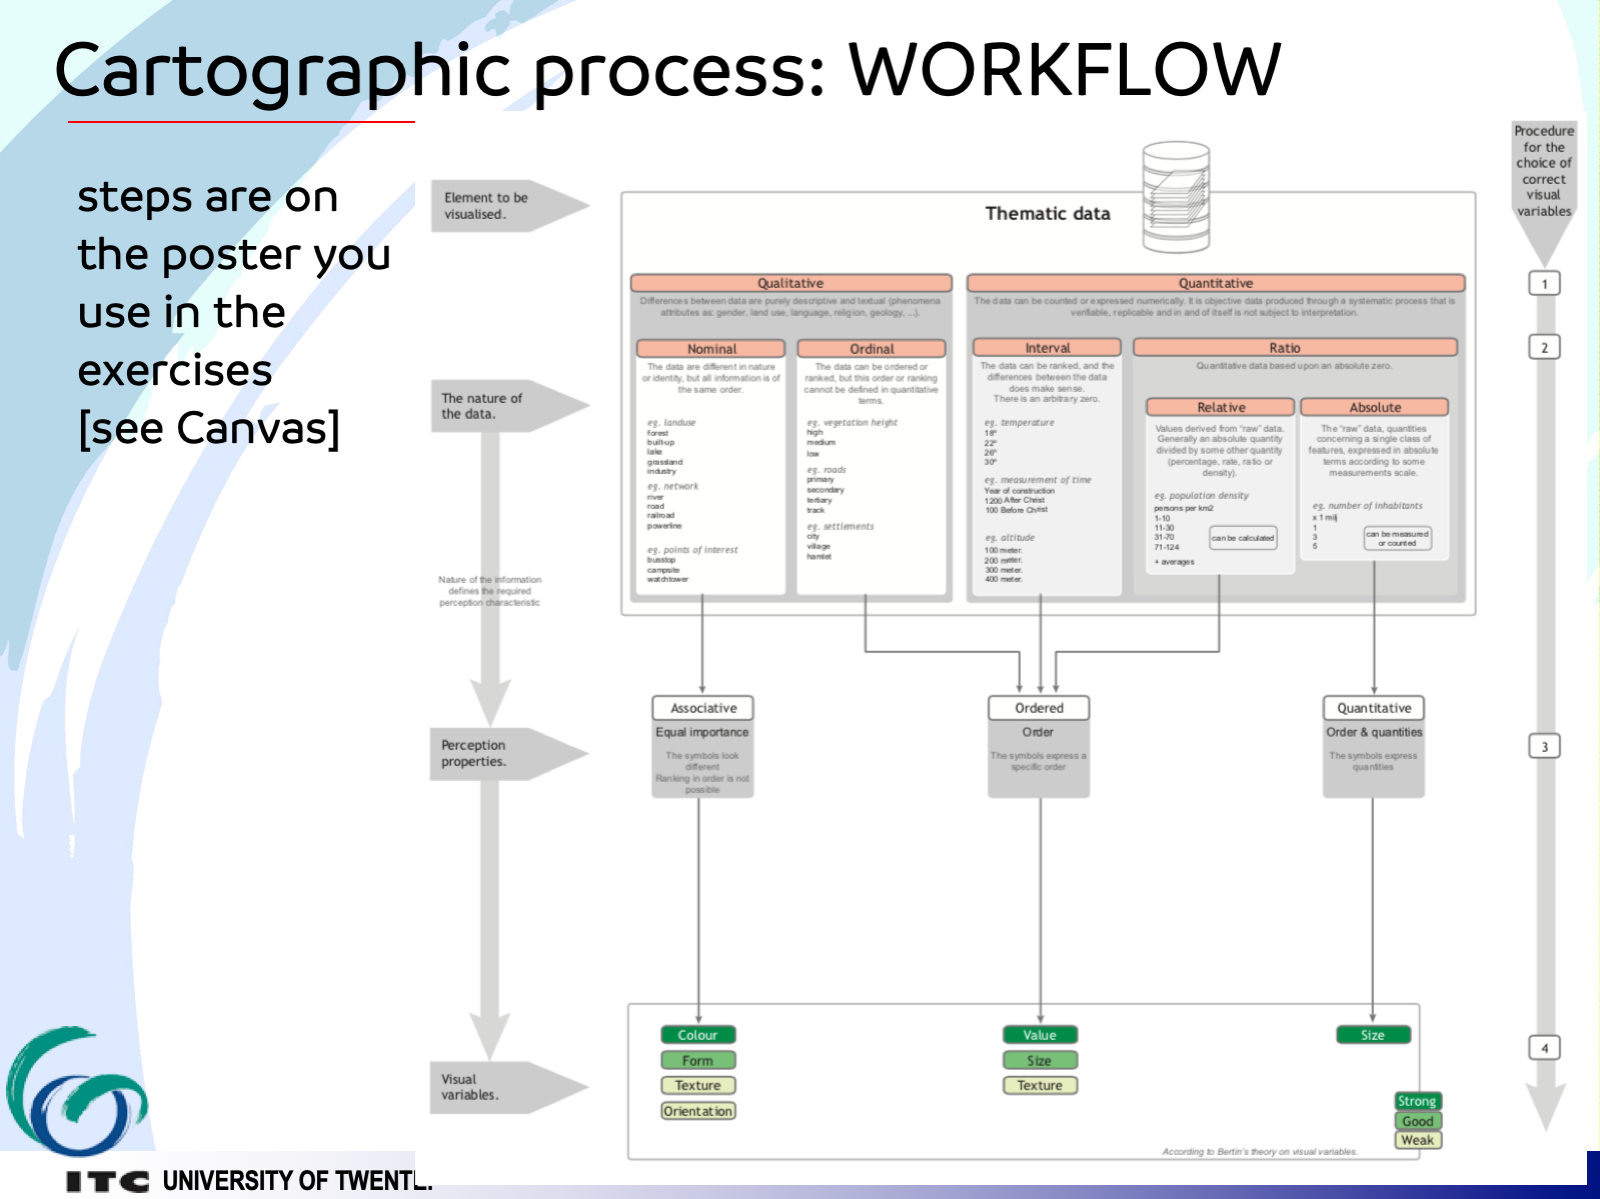 Cartographic process: WORKFLOW
steps are on
the poster you
use in the
exercises
[see Canvas]
Element to be
visualised.
Thematic data
Procedure
for the
choice of
correct
visual
variables
1
2
3
4
Qualitative
Differences between data are purely descriptive and textual (phenomena
attributes as: gender, land use, language, religion, geology, ...).
Quantitative
The data can be counted or expressed numerically. It is objective data produced through a systematic process that is
verifiable, replicable and in and of itself is not subject to interpretation.
The nature of
the data.
Nominal
The data are different in nature
or identity, but all information is of
the same order.
eg. landuse
forest
built-up
lake
grassland
industry
eg. network
river
road
railroad
powerline
eg. points of interest
busstop
campsite
watchtower
Ordinal
The data can be ordered or
ranked, but this order or ranking
cannot be defined in quantitative
terms.
eg. vegetation height
high
medium
low
eg. roads
primary
secondary
tertiary
track
eg. settlements
city
village
hamlet
Interval
The data can be ranked, and the
differences between the data
does make sense.
There is an arbitrary zero.
eg. temperature
18°
22°
26°
30°
eg. measurement of time
Year of construction
1200 After Christ
100 Before Christ
eg. altitude
100 meter.
200 meter.
300 meter.
400 meter.
Ratio
Quantitative data based upon an absolute zero.
Relative
Values derived from "raw" data.
Generally an absolute quantity
divided by some other quantity
(percentage, rate, ratio or
density).
eg. population density
persons per km2
1-10
11-30
31-70
71-124
+ averages
can be calculated
Absolute
The "raw" data, quantities
concerning a single class of
features, expressed in absolute
terms according to some
measurements scale.
eg. number of inhabitants
x 1 milj
1
3
5
can be measured
or counted
Nature of the information
defines the required
perception characteristic
Perception
properties.
Associative
Equal importance
The symbols look
different
Ranking in order is not
possible
Ordered
Order
The symbols express a
specific order
Quantitative
Order & quantities
The symbols express
quantities
Visual
variables.
Colour
Form
Texture
Orientation
Value
Size
Texture
Size
Strong
Good
Weak
According to Bertin's theory on visual variables.
ITC UNIVERSITY OF TWENTE.